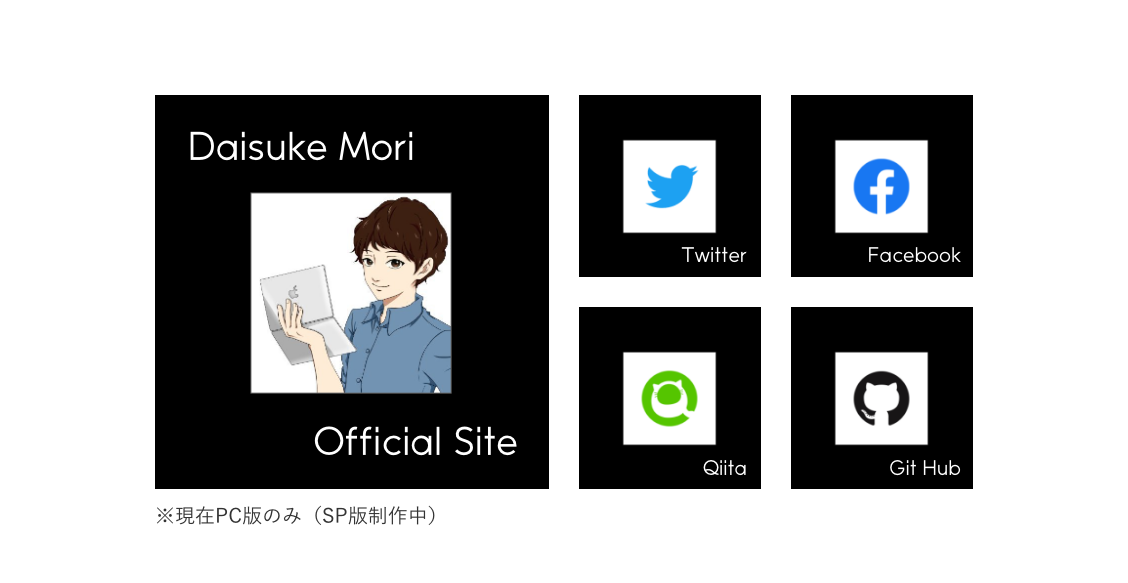 Daisuke Mori
Official Site
Twitter
Facebook
Qiita
Git Hub
※現在PC版のみ（SP版制作中）